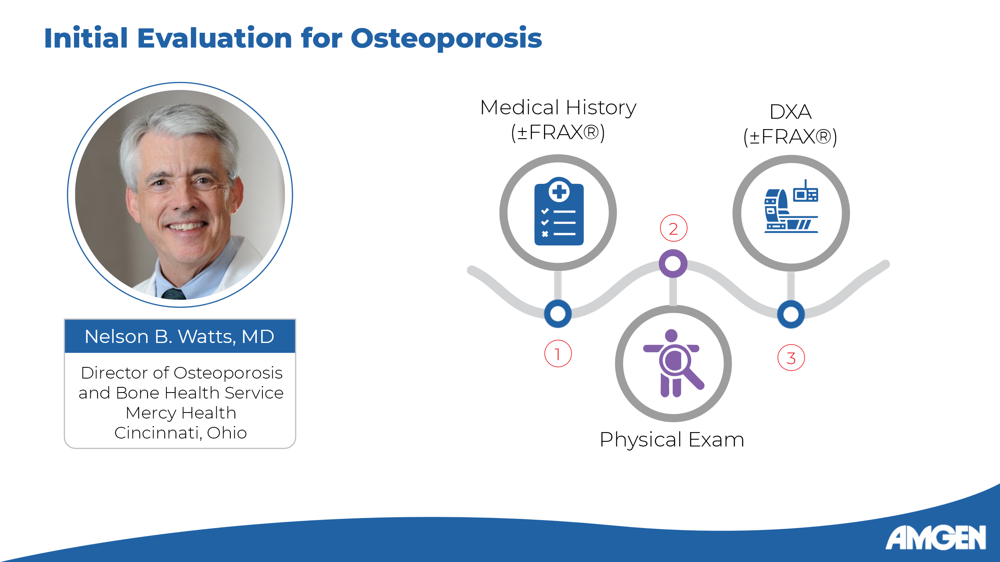 Initial Evaluation for Osteoporosis
Nelson B. Watts, MD
Director of Osteoporosis
and Bone Health Service
Mercy Health
Cincinnati, Ohio
Medical History
(±FRAX®)
1
2
Physical Exam
DXA
(±FRAX®)
3
AMGEN